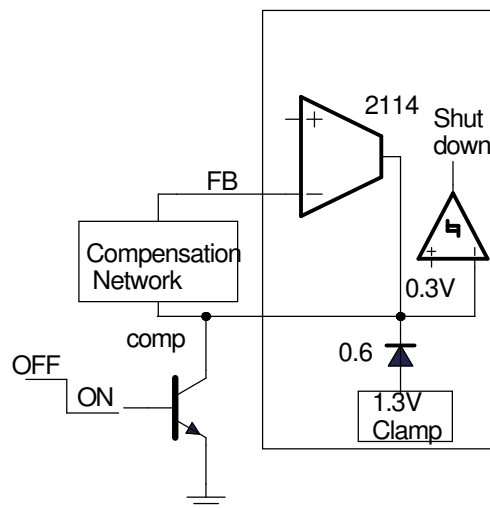 2114
Shut
down
FB
+
−
Compensation
Network
+
−
0.3V
comp
0.6
OFF
ON
1.3V
Clamp